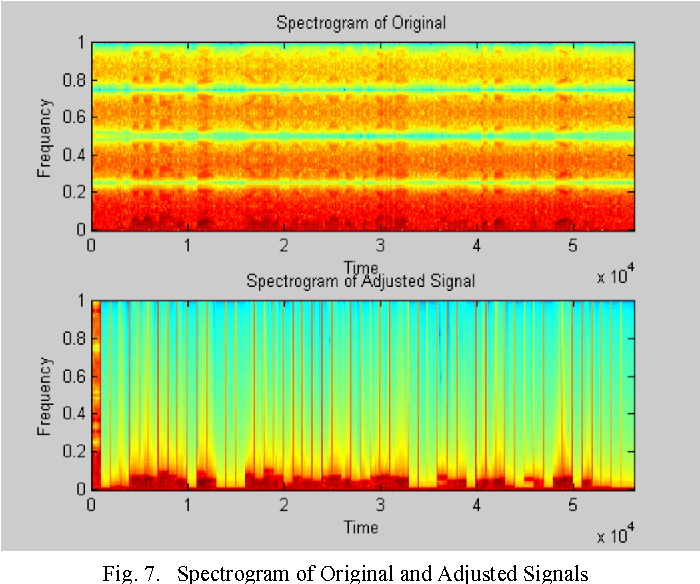 Spectrogram of Original
1
0.8
0.6
0.4
0.2
0
Frequency
0 1 2 3 4 5
Time
x 10^4
Spectrogram of Adjusted Signal
1
0.8
0.6
0.4
0.2
0
Frequency
0 1 2 3 4 5
Time
x 10^4
Fig. 7. Spectrogram of Original and Adjusted Signals